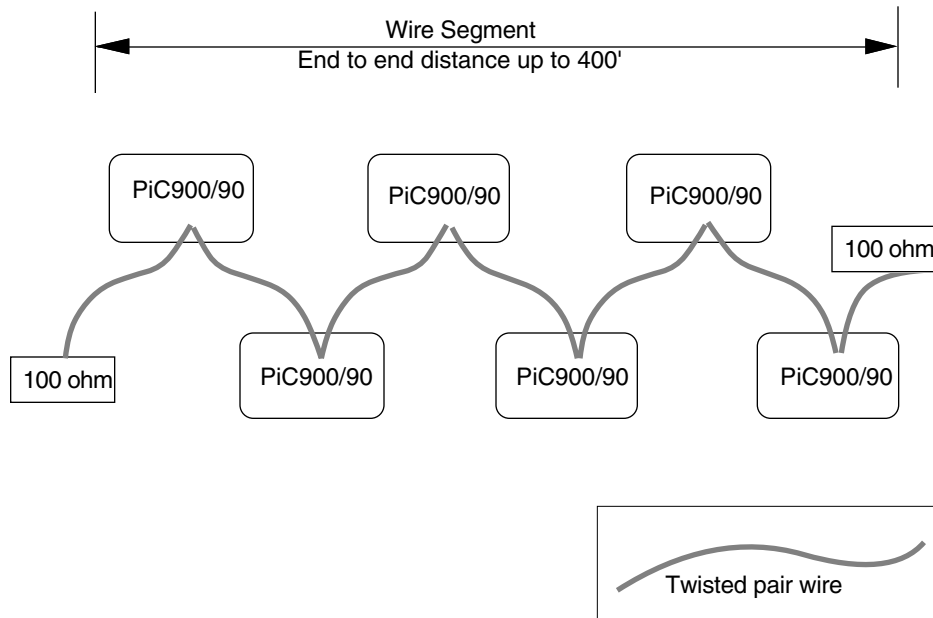 Wire Segment
End to end distance up to 400'
PiC900/90
PiC900/90
PiC900/90
100 ohm
100 ohm
PiC900/90
PiC900/90
PiC900/90
Twisted pair wire